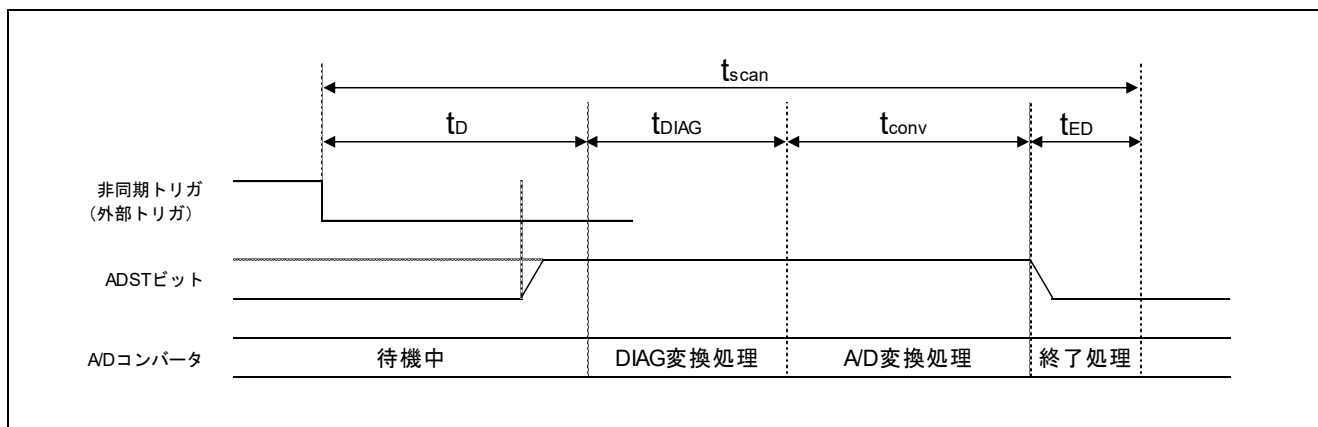 tscan
tD
tDIAG
tconv
tED
非同期トリガ
（外部トリガ）
ADSTビット
A/Dコンバータ
待機中
DIAG変換処理
A/D変換処理
終了処理